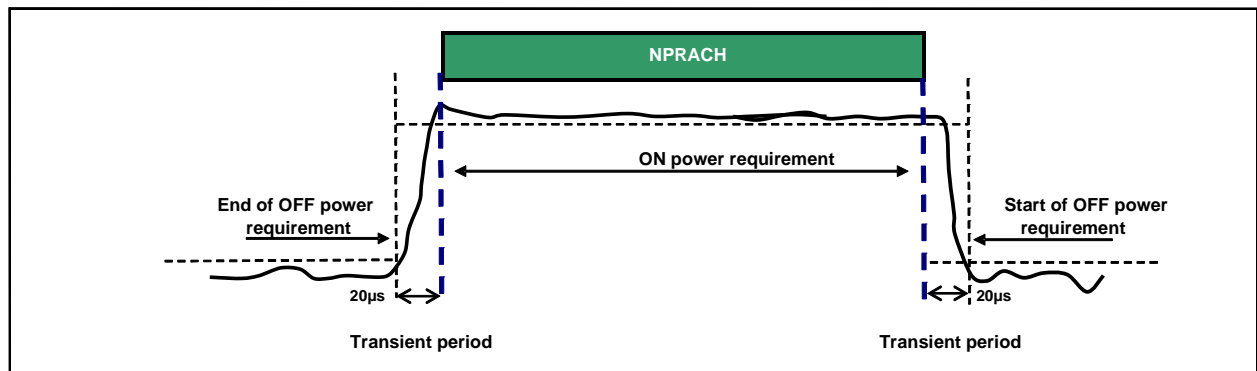 NPRACH
ON power requirement
End of OFF power
requirement
Start of OFF power
requirement
20µs
20µs
Transient period
Transient period